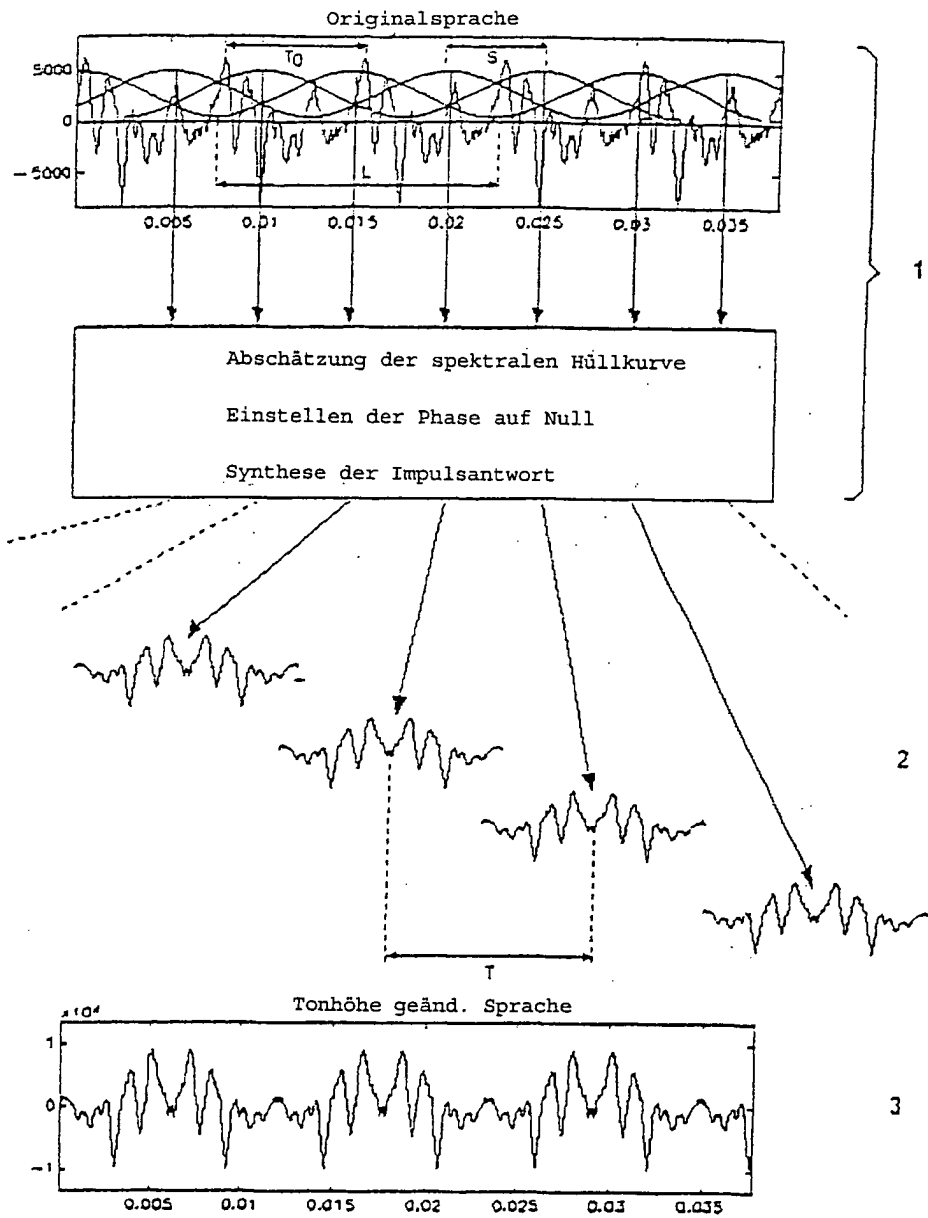 Originalsprache
T0
S
5000
0
-5000
L
0.005 0.01 0.015 0.02 0.025 0.03 0.035
1
Abschätzung der spektralen Hüllkurve
Einstellen der Phase auf Null
Synthese der Impulsantwort
2
T
Tonhöhe geänd. Sprache
x10⁴
1
0
-1
3
0.005 0.01 0.015 0.02 0.025 0.03 0.035